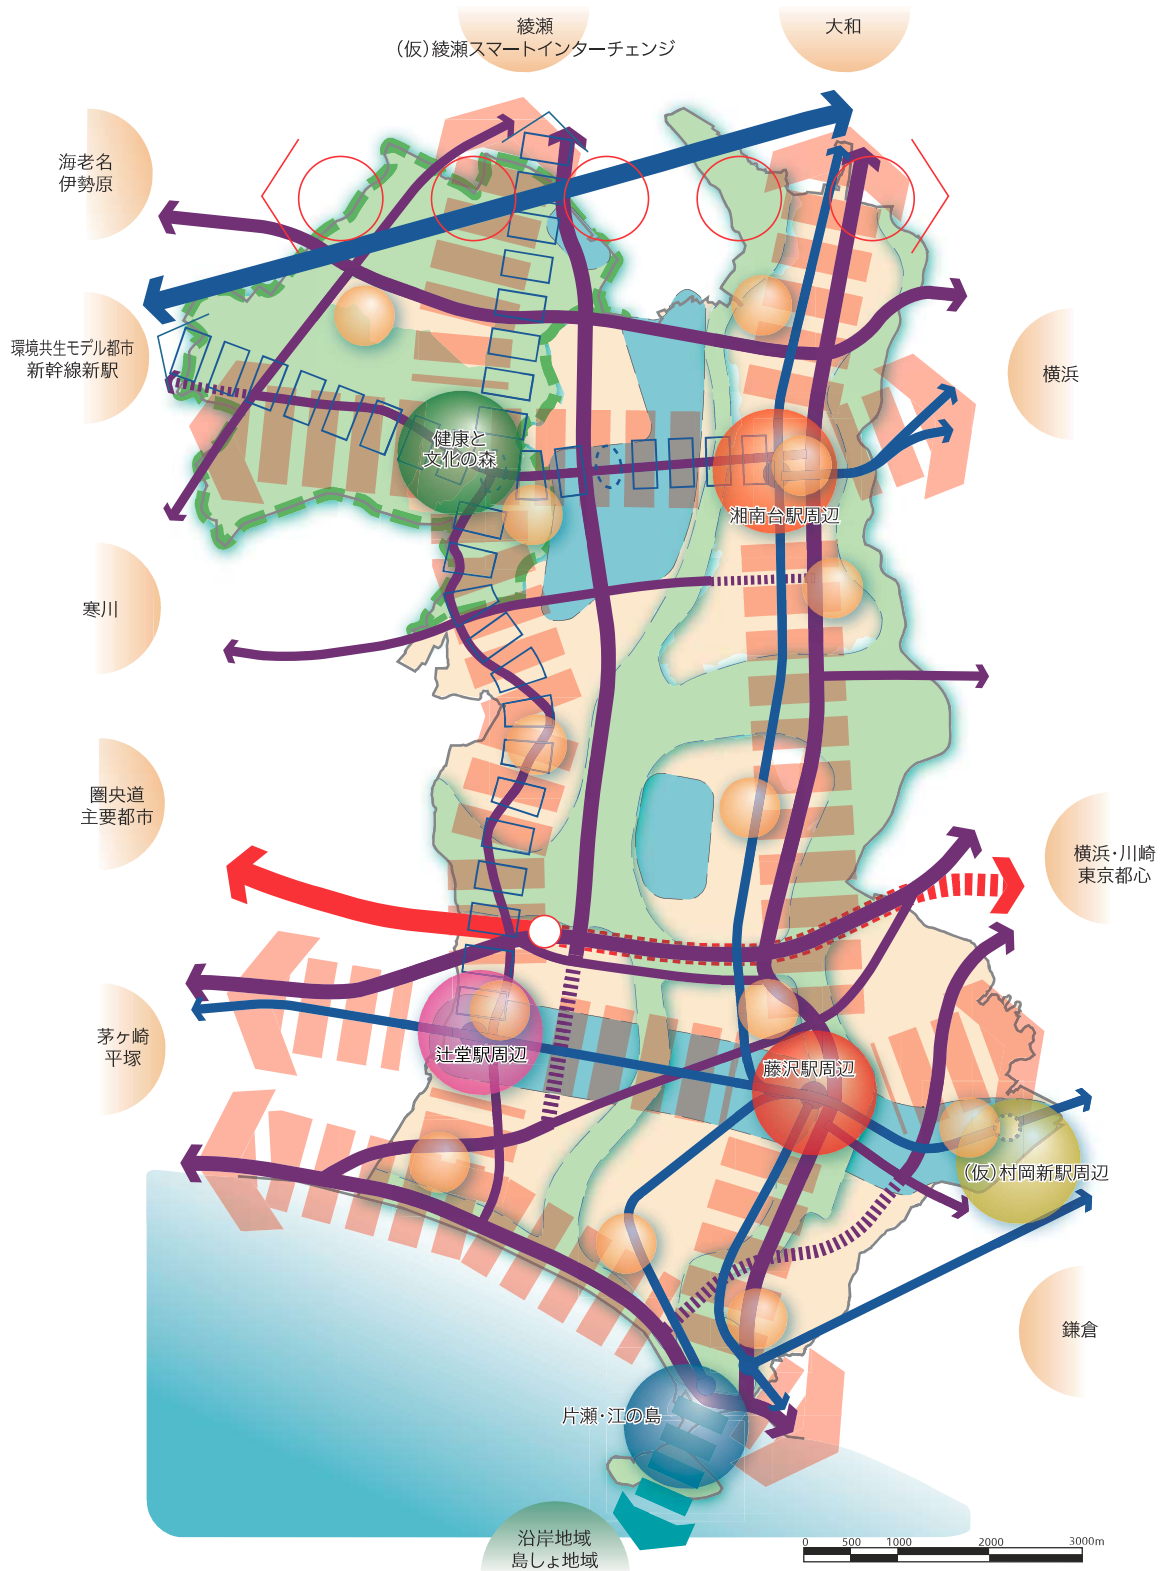 綾瀬
(仮)綾瀬スマートインターチェンジ
大和
海老名
伊勢原
環境共生モデル都市
新幹線新駅
横浜
健康と
文化の森
湘南台駅周辺
寒川
圏央道
主要都市
横浜・川崎
東京都心
茅ヶ崎
平塚
辻堂駅周辺
藤沢駅周辺
(仮)村岡新駅周辺
鎌倉
片瀬・江の島
沿岸地域
島しょ地域
0 500 1000 2000 3000m